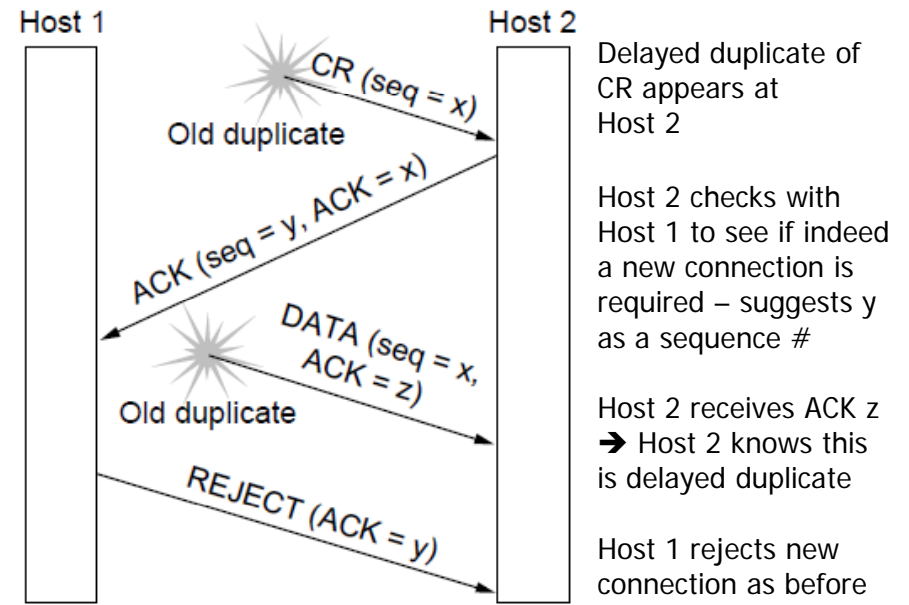 Host 1
Host 2
CR (seq = x)
Old duplicate
ACK (seq = y, ACK = x)
DATA (seq = x,
ACK = z)
Old duplicate
REJECT (ACK = y)
Delayed duplicate of
CR appears at
Host 2
Host 2 checks with
Host 1 to see if indeed
a new connection is
required – suggests y
as a sequence #
Host 2 receives ACK z
➔ Host 2 knows this
is delayed duplicate
Host 1 rejects new
connection as before